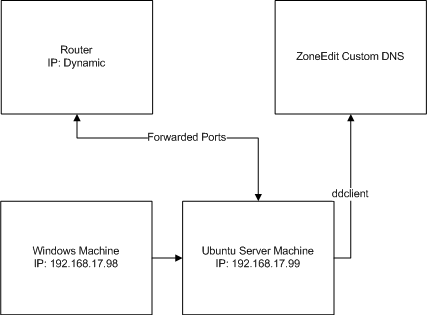 Router
IP: Dynamic
ZoneEdit Custom DNS
Forwarded Ports
ddclient
Windows Machine
IP: 192.168.17.98
Ubuntu Server Machine
IP: 192.168.17.99